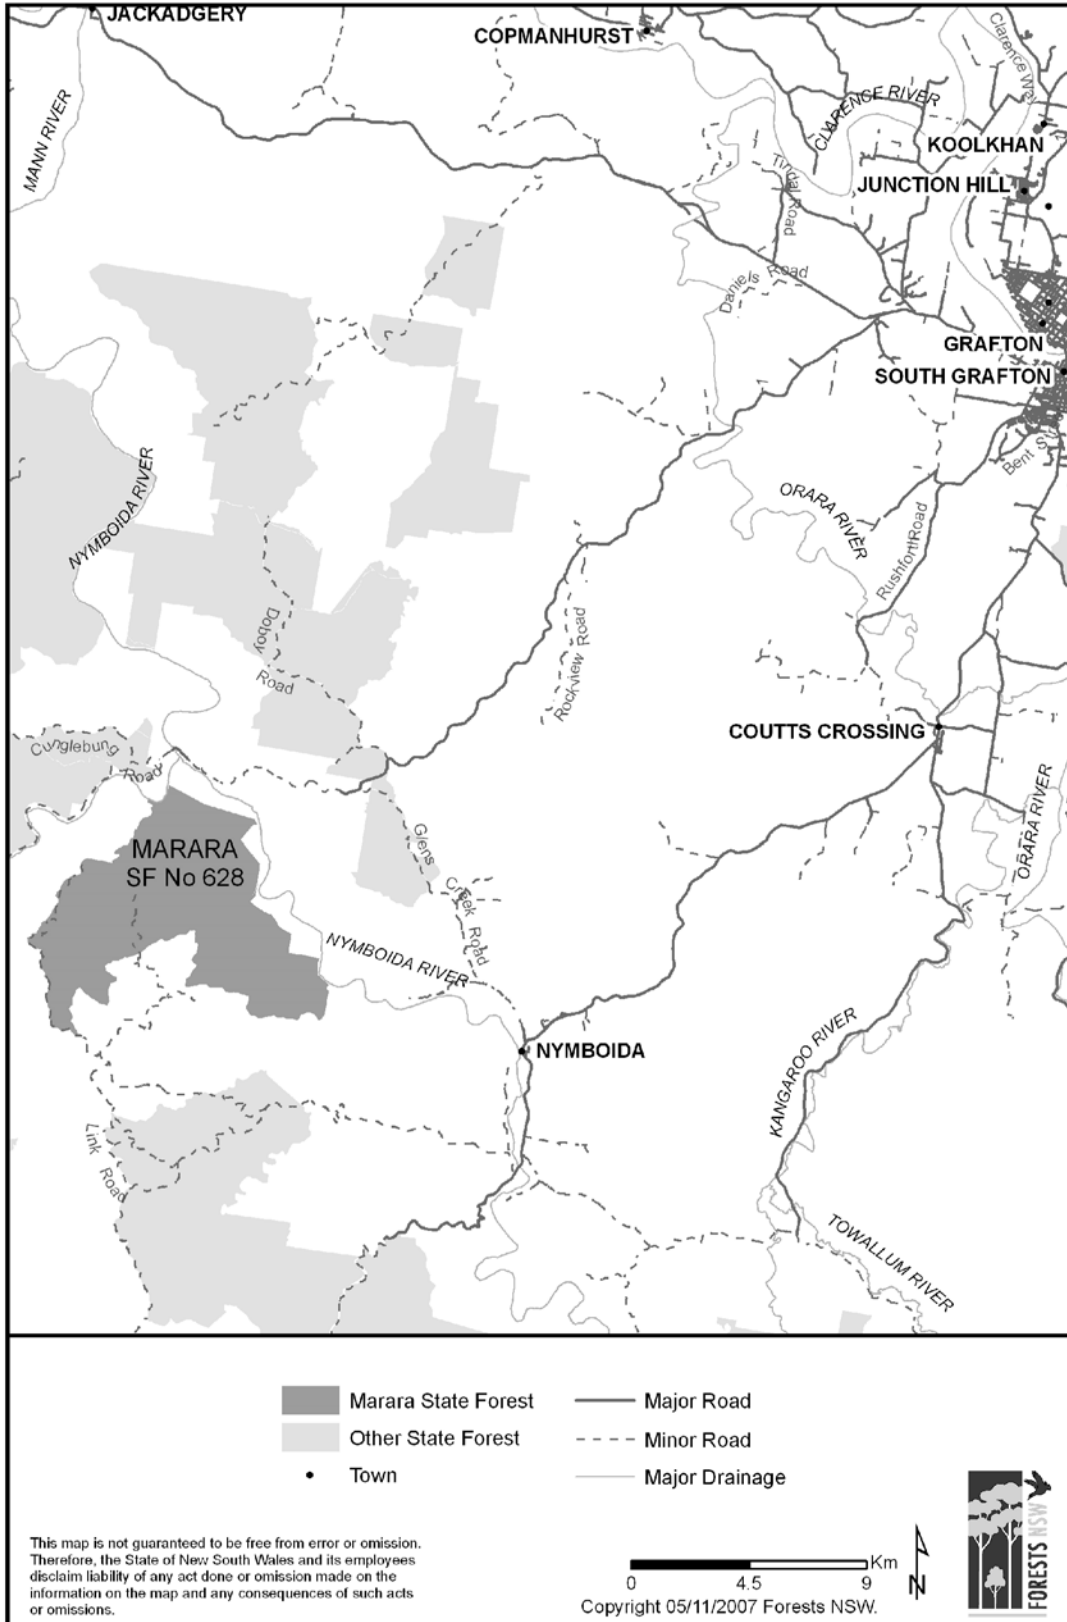 JACKADGERY
COPMANHURST
Clarence Way
MANN RIVER
CLARENCE RIVER
KOOLKHAN
Tindal Road
JUNCTION HILL
Daniels Road
GRAFTON
SOUTH GRAFTON
Bent Street
NYMBOIDA RIVER
ORARA RIVER
Rushforth Road
Doboy
Road
Rockview Road
COUTTS CROSSING
Cunglebung
Road
ORARA RIVER
MARARA
SF No 628
Glens
Creek Road
NYMBOIDA RIVER
NYMBOIDA
KANGAROO RIVER
Link Road
TOWALLUM RIVER
Marara State Forest
Major Road
Other State Forest
Minor Road
Town
Major Drainage
This map is not guaranteed to be free from error or omission.
Therefore, the State of New South Wales and its employees
disclaim liability of any act done or omission made on the
information on the map and any consequences of such acts
or omissions.
Km
0 4.5 9
N
Copyright 05/11/2007 Forests NSW.
FORESTS NSW